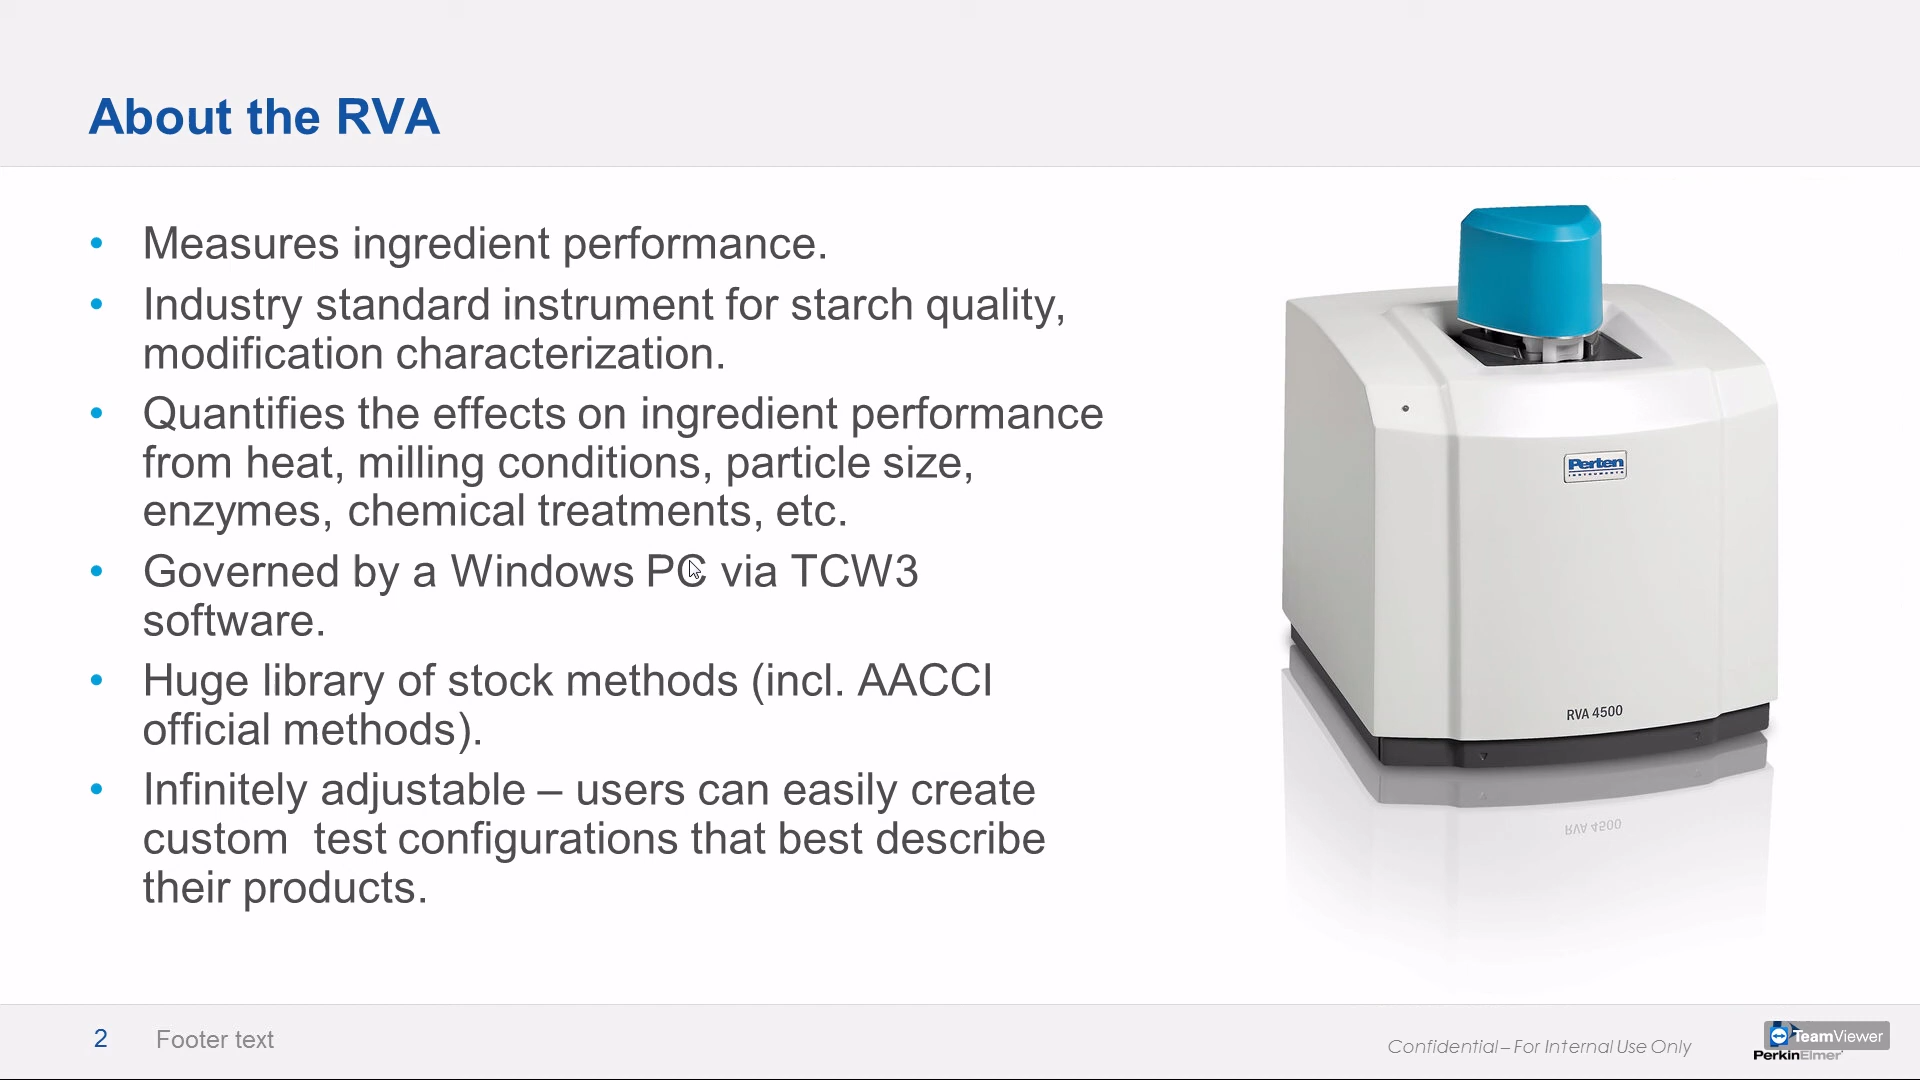 About the RVA
• Measures ingredient performance.
• Industry standard instrument for starch quality,
modification characterization.
• Quantifies the effects on ingredient performance
from heat, milling conditions, particle size,
enzymes, chemical treatments, etc.
• Governed by a Windows PC via TCW3
software.
• Huge library of stock methods (incl. AACCI
official methods).
• Infinitely adjustable – users can easily create
custom  test configurations that best describe
their products.
Perten
INSTRUMENTS
RVA 4500
RVA 4500
2
Footer text
Confidential – For Internal Use Only
TeamViewer
PerkinElmer